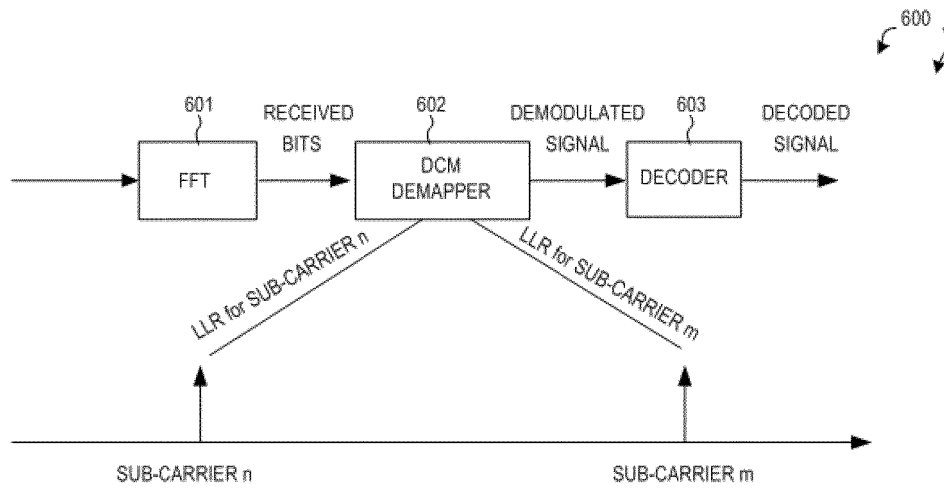 600
601
RECEIVED
BITS
602
DEMODULATED
SIGNAL
603
DECODED
SIGNAL
FFT
DCM
DEMAPPER
DECODER
LLR for SUB-CARRIER n
LLR for SUB-CARRIER m
SUB-CARRIER n
SUB-CARRIER m